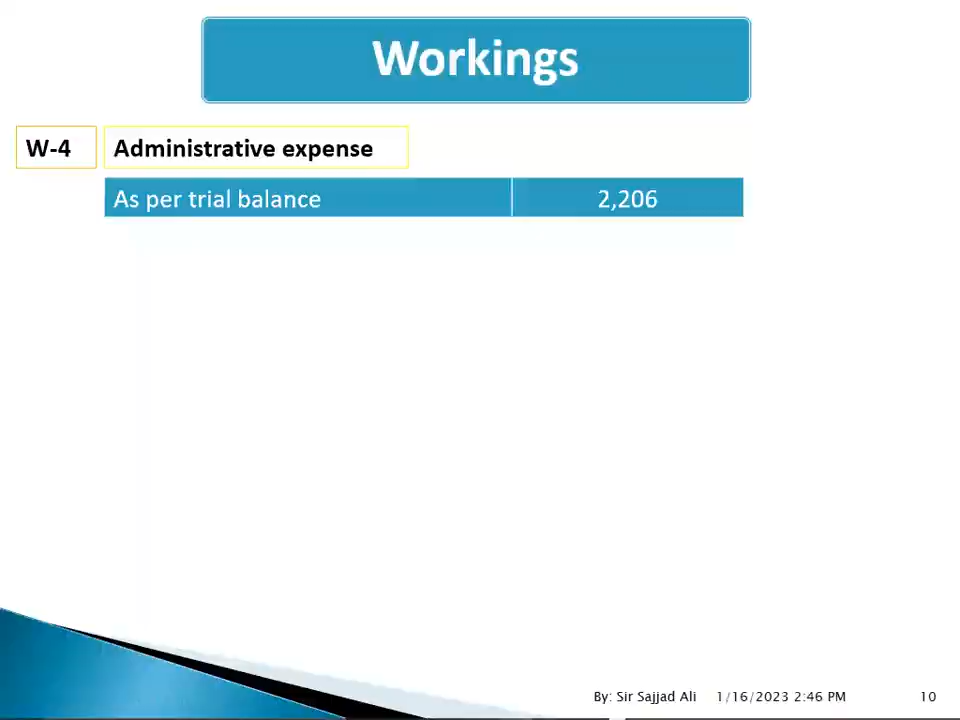 Workings
W-4 Administrative expense
As per trial balance 2,206
By: Sir Sajjad Ali 1/16/2023 2:46 PM 10